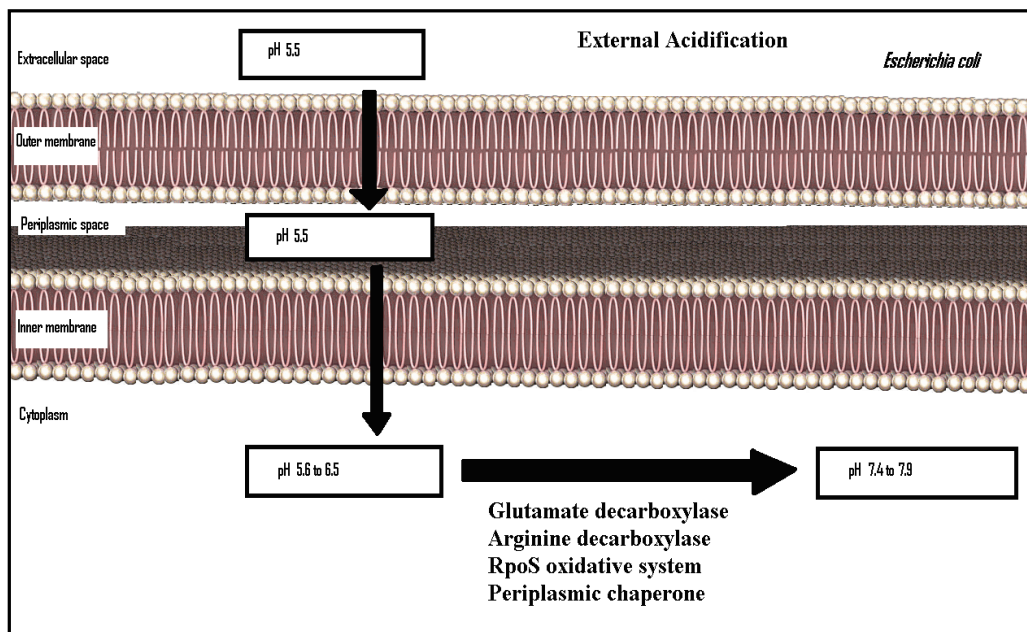 External Acidification
Extracellular space
pH 5.5
Escherichia coli
Outer membrane
Periplasmic space
pH 5.5
Inner membrane
Cytoplasm
pH 5.6 to 6.5
pH 7.4 to 7.9
Glutamate decarboxylase
Arginine decarboxylase
RpoS oxidative system
Periplasmic chaperone